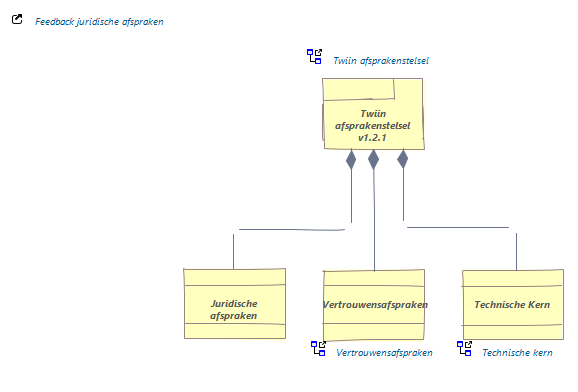 Feedback juridische afspraken
Twiin afsprakenstelsel
Twiin
afsprakenstelsel
v1.2.1
Juridische
afspraken
Vertrouwensafspraken
Technische Kern
Vertrouwensafspraken
Technische kern